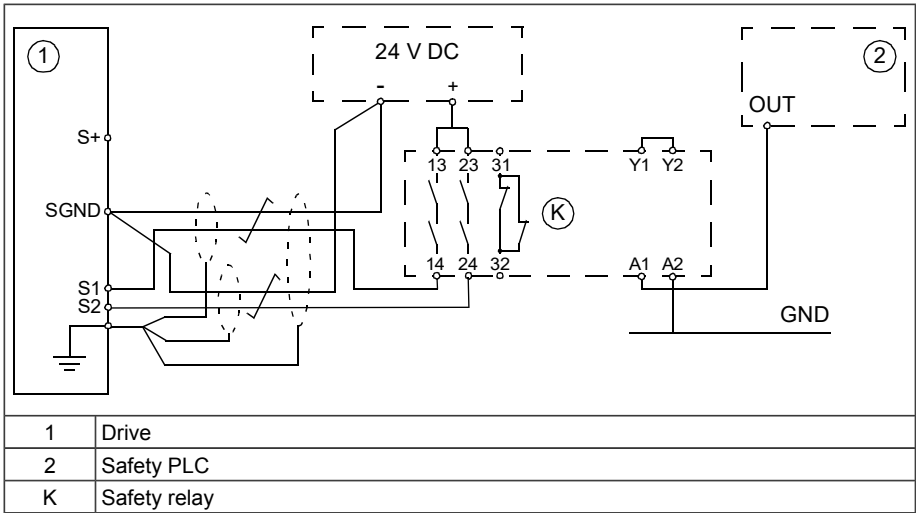 1
24 V DC
2
- +
OUT
S+
13 23 31 Y1 Y2
SGND
K
14 24 32 A1 A2
S1
S2
GND
1 Drive
2 Safety PLC
K Safety relay